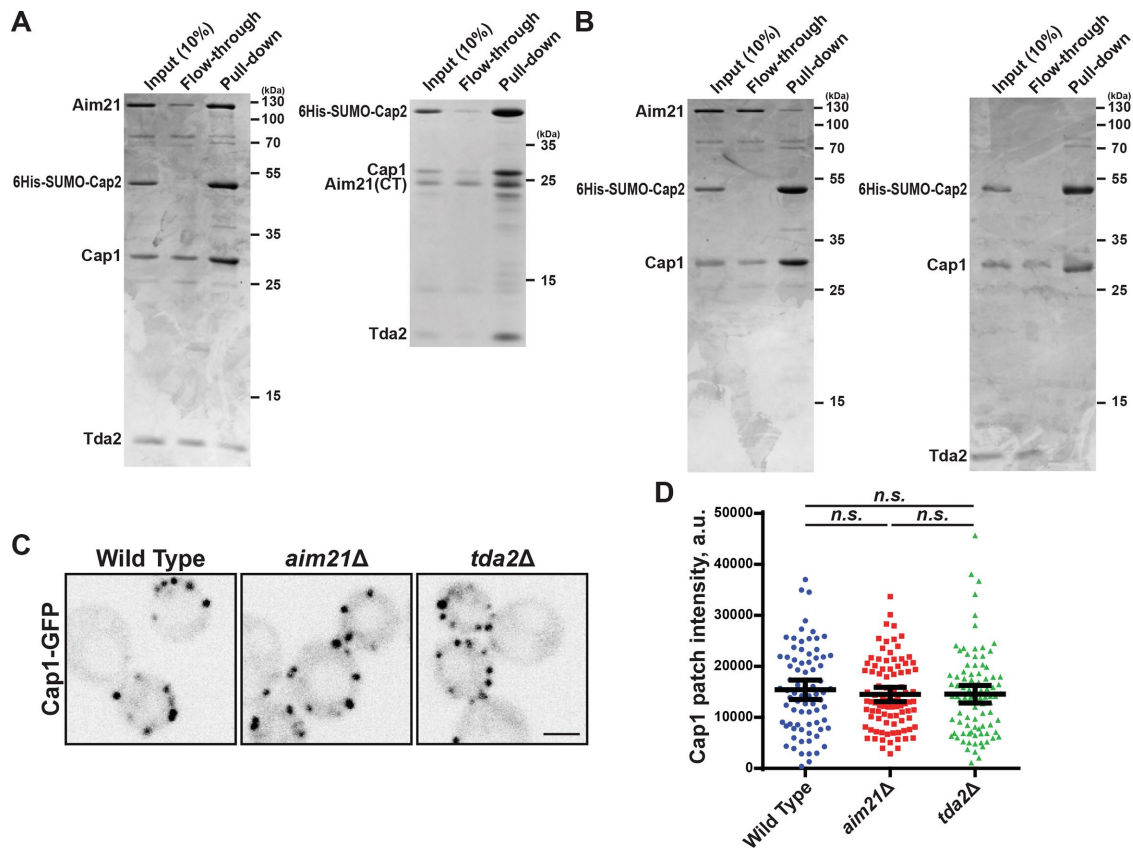 A
Input (10%)
Flow-through
Pull-down
(kDa)
Aim21
130
100
70
6His-SUMO-Cap2
55
35
Cap1
25
15
Tda2
Input (10%)
Flow-through
Pull-down
6His-SUMO-Cap2
(kDa)
35
Cap1
Aim21(CT)
25
15
Tda2
B
Input (10%)
Flow-through
Pull-down
(kDa)
Aim21
130
100
70
6His-SUMO-Cap2
55
35
Cap1
25
15
Input (10%)
Flow-through
Pull-down
(kDa)
130
100
70
6His-SUMO-Cap2
55
35
Cap1
25
15
Tda2
C
Wild Type
aim21Δ
tda2Δ
Cap1-GFP
D
n.s.
n.s.
n.s.
Cap1 patch intensity, a.u.
50000
40000
30000
20000
10000
0
Wild Type
aim21Δ
tda2Δ